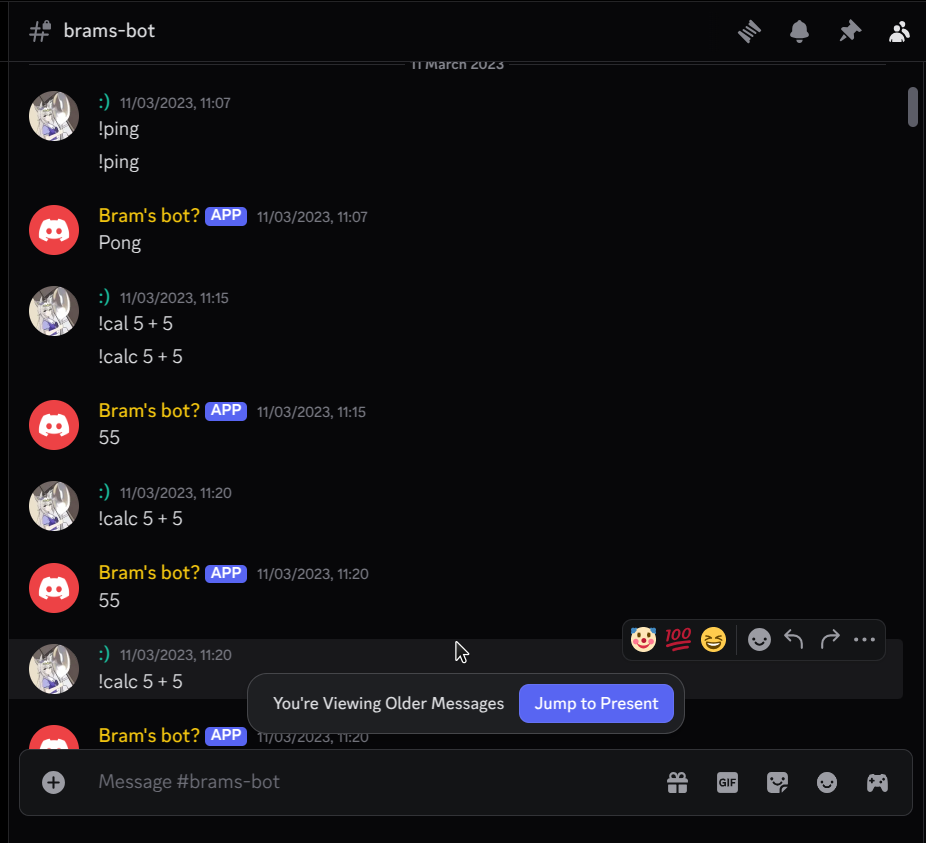 brams-bot
11 March 2023
:) 11/03/2023, 11:07
!ping
!ping
Bram's bot? APP 11/03/2023, 11:07
Pong
:) 11/03/2023, 11:15
!cal 5 + 5
!calc 5 + 5
Bram's bot? APP 11/03/2023, 11:15
55
:) 11/03/2023, 11:20
!calc 5 + 5
Bram's bot? APP 11/03/2023, 11:20
55
100
:) 11/03/2023, 11:20
!calc 5 + 5
You're Viewing Older Messages Jump to Present
Bram's bot? APP 11/03/2023, 11:20
Message #brams-bot GIF